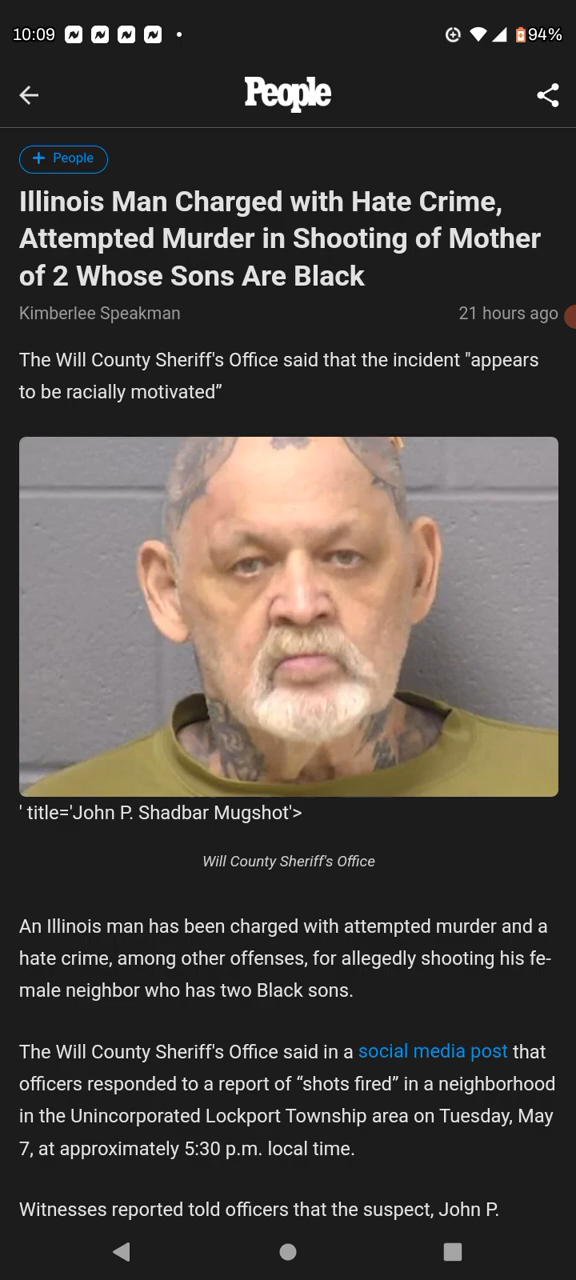 10:09
94%
People
+ People
Illinois Man Charged with Hate Crime,
Attempted Murder in Shooting of Mother
of 2 Whose Sons Are Black
Kimberlee Speakman 21 hours ago
The Will County Sheriff's Office said that the incident "appears
to be racially motivated”
' title='John P. Shadbar Mugshot'>
Will County Sheriff's Office
An Illinois man has been charged with attempted murder and a
hate crime, among other offenses, for allegedly shooting his fe-
male neighbor who has two Black sons.
The Will County Sheriff's Office said in a social media post that
officers responded to a report of “shots fired” in a neighborhood
in the Unincorporated Lockport Township area on Tuesday, May
7, at approximately 5:30 p.m. local time.
Witnesses reported told officers that the suspect, John P.